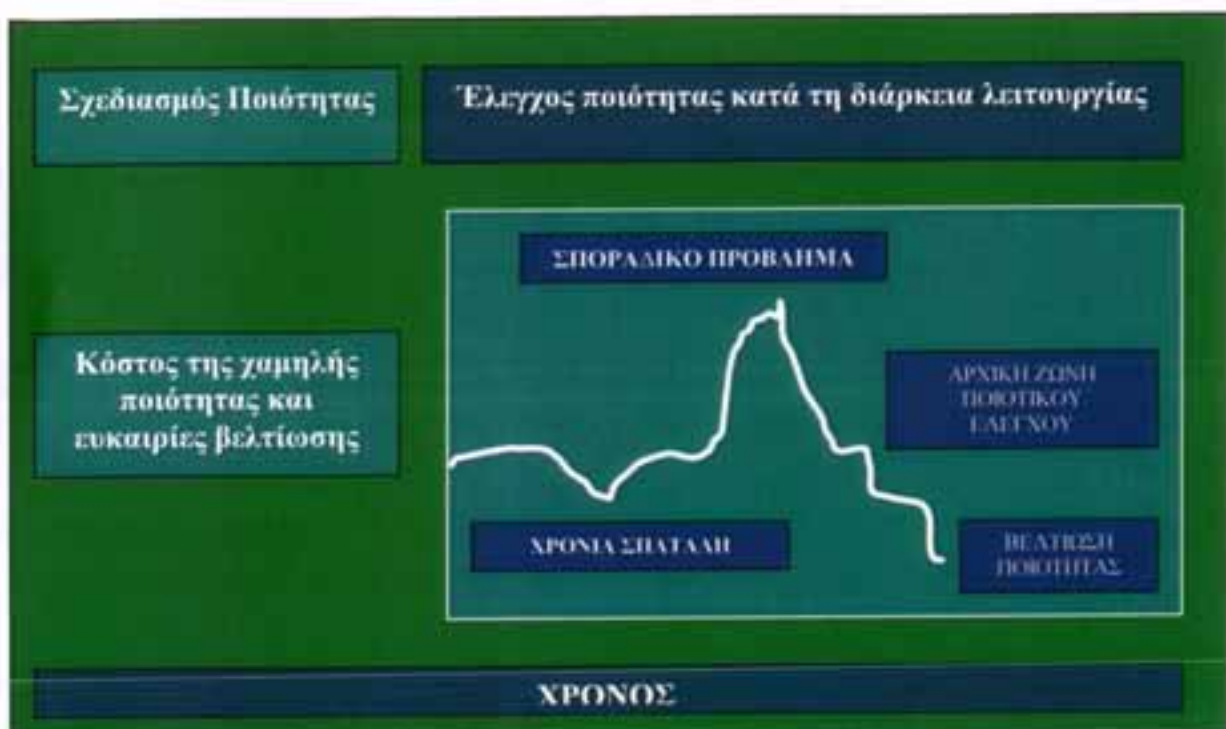 Σχεδιασμός Ποιότητας
Έλεγχος ποιότητας κατά τη διάρκεια λειτουργίας
ΣΠΟΡΑΔΙΚΟ ΠΡΟΒΛΗΜΑ
Κόστος της χαμηλής
ποιότητας και
ευκαιρίες βελτίωσης
ΑΡΧΙΚΗ ΖΩΝΗ
ΠΟΙΟΤΙΚΟΥ
ΕΛΕΓΧΟΥ
ΧΡΟΝΙΑ ΣΠΑΤΑΛΗ
ΒΕΛΤΙΩΣΗ
ΠΟΙΟΤΗΤΑΣ
ΧΡΟΝΟΣ